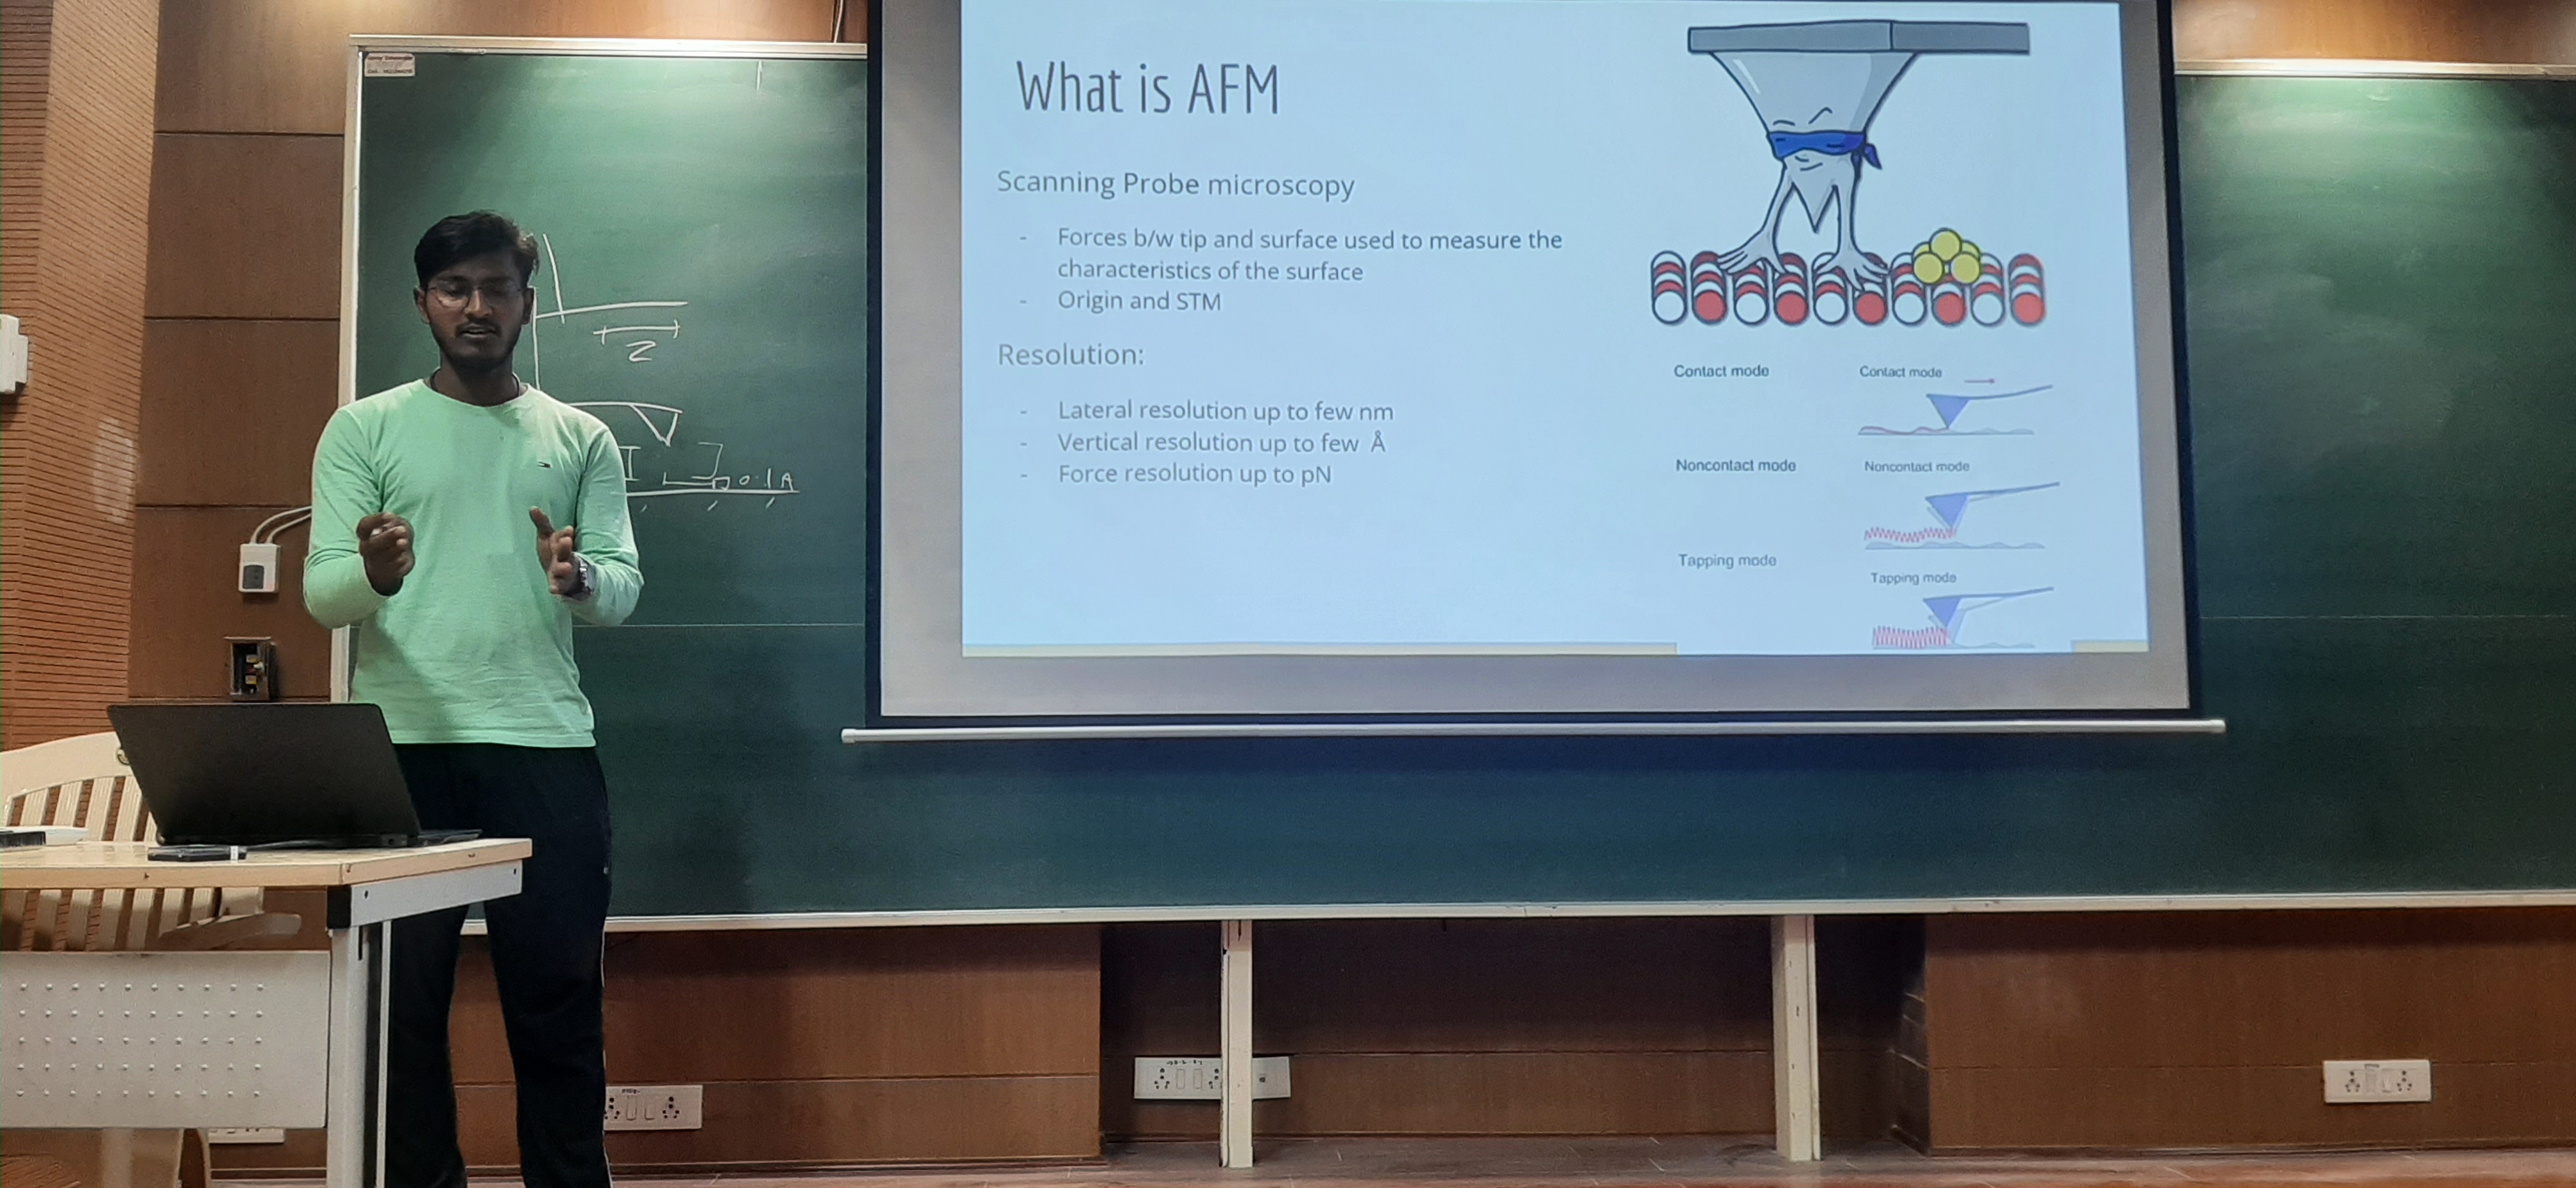 What is AFM
Scanning Probe microscopy
- Forces b/w tip and surface used to measure the
characteristics of the surface
- Origin and STM
Resolution:
- Lateral resolution up to few nm
- Vertical resolution up to few Å
- Force resolution up to pN
Contact mode
Contact mode
Noncontact mode
Noncontact mode
Tapping mode
Tapping mode
2
0.1 A